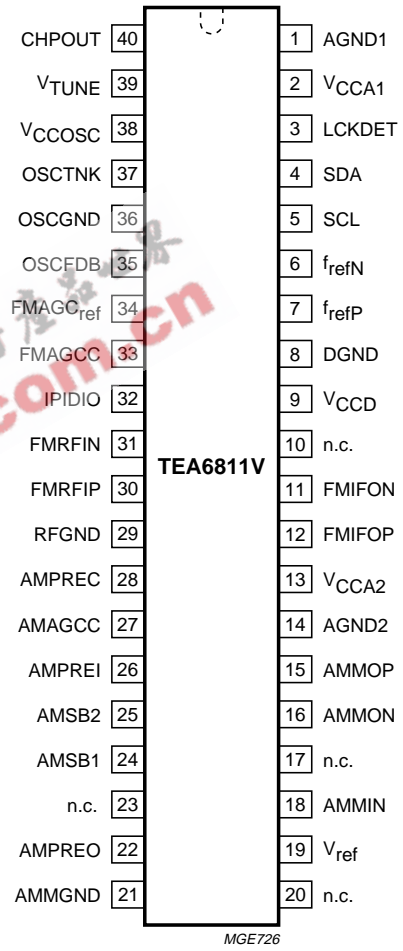 CHPOUT 40 1 AGND1
VTUNE 39 2 VCCA1
VCCOSC 38 3 LCKDET
OSCTNK 37 4 SDA
OSCGND 36 5 SCL
OSCFDB 35 6 frefN
FMAGCref 34 7 frefP
FMAGCC 33 8 DGND
IPIDIO 32 9 VCCD
FMRFIN 31 10 n.c.
TEA6811V
FMRFIP 30 11 FMIFON
RFGND 29 12 FMIFOP
AMPREC 28 13 VCCA2
AMAGCC 27 14 AGND2
AMPREI 26 15 AMMOP
AMSB2 25 16 AMMON
AMSB1 24 17 n.c.
n.c. 23 18 AMMIN
AMPREO 22 19 Vref
AMMGND 21 20 n.c.
MGE726
com.cn